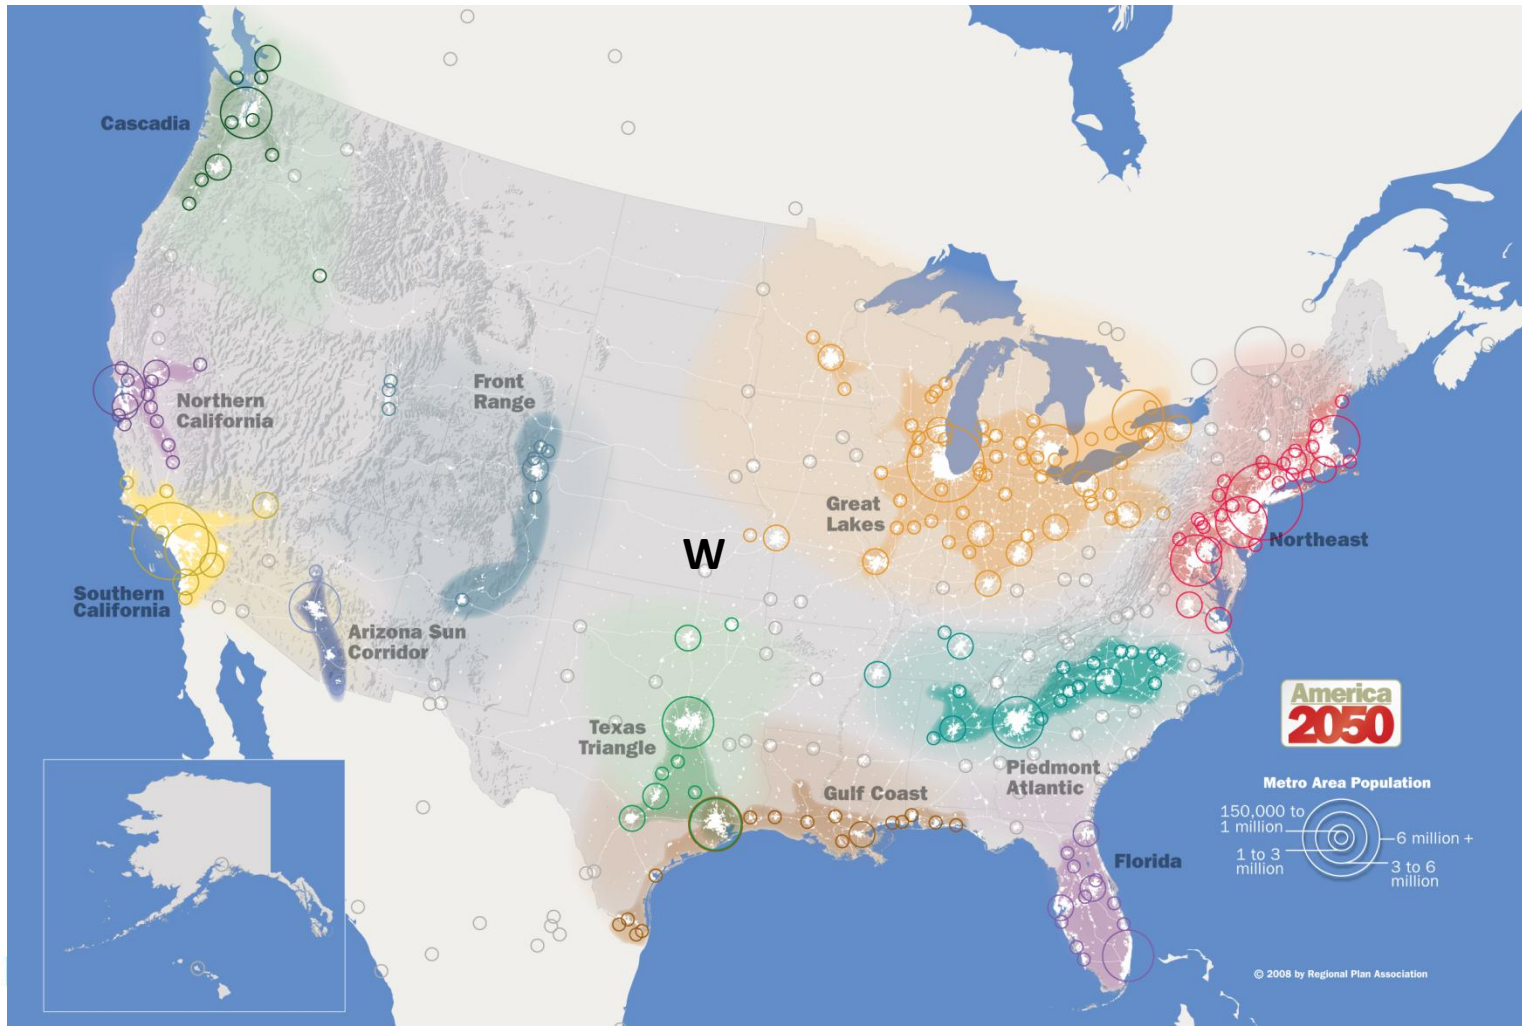 Cascadia
Northern
California
Front
Range
Great
Lakes
Northeast
W
Southern
California
Arizona Sun
Corridor
Texas
Triangle
Gulf Coast
Piedmont
Atlantic
Florida
America
2050
Metro Area Population
150,000 to
1 million
1 to 3
million
6 million +
3 to 6
million
© 2008 by Regional Plan Association